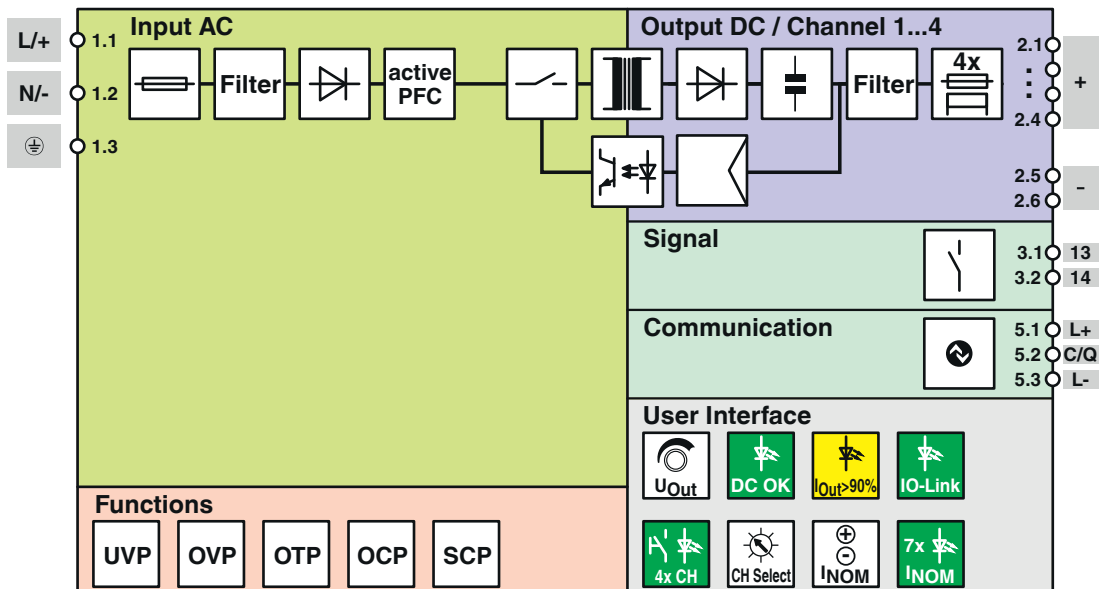 L/+
1.1
N/-
1.2
1.3
Input AC
Filter
active
PFC
Output DC / Channel 1...4
Filter
4x
2.1
+
2.4
2.5
-
2.6
Signal
3.1 13
3.2 14
Communication
5.1 L+
5.2 C/Q
5.3 L-
Functions
UVP
OVP
OTP
OCP
SCP
User Interface
UOut
DC OK
IOut>90%
IO-Link
4x CH
CH Select
+
-
INOM
7x
INOM